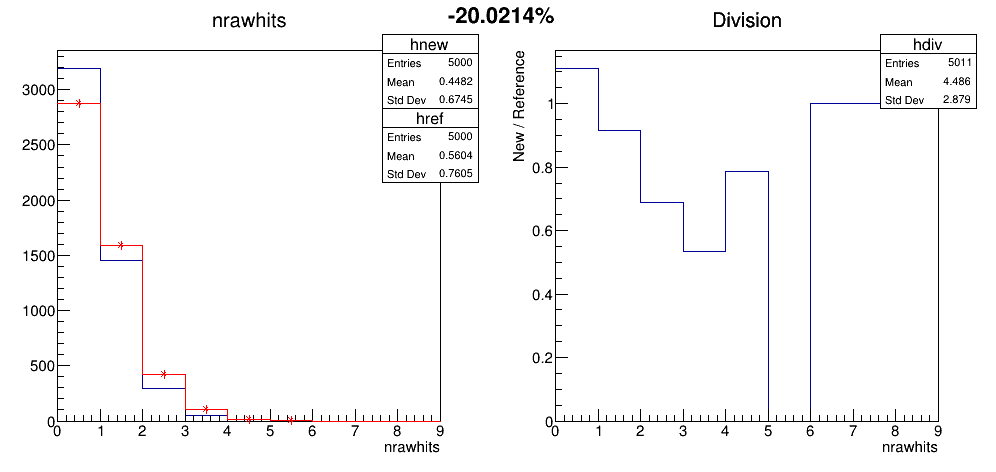 -20.0214%
nrawhits
hnew
Entries 5000
Mean 0.4482
Std Dev 0.6745
href
Entries 5000
Mean 0.5604
Std Dev 0.7605
3000
2500
2000
1500
1000
500
0
0 1 2 3 4 5 6 7 8 9
nrawhits
Division
hdiv
Entries 5011
Mean 4.486
Std Dev 2.879
New / Reference
1
0.8
0.6
0.4
0.2
0
0 1 2 3 4 5 6 7 8 9
nrawhits